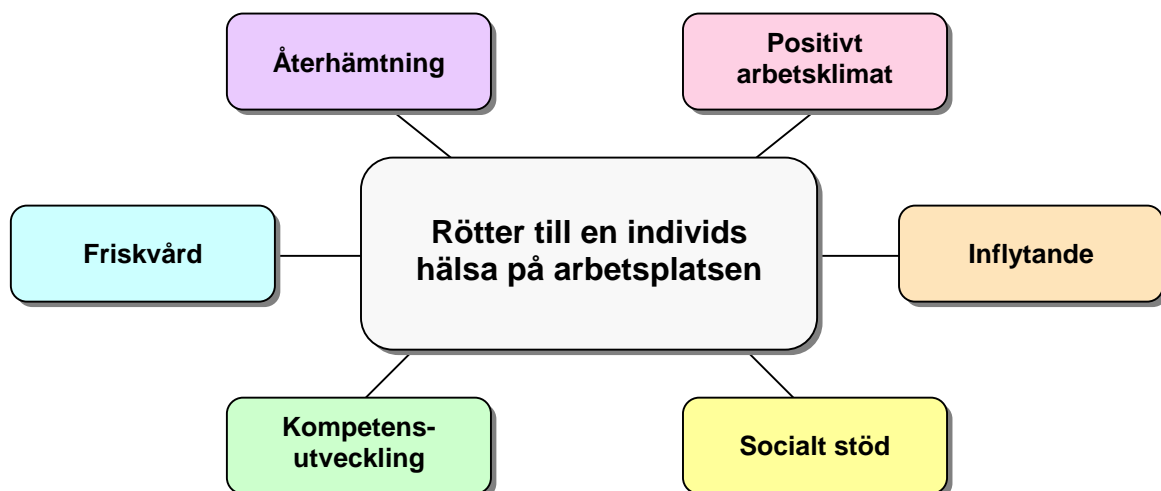 Återhämtning
Positivt
arbetsklimat
Friskvård
Rötter till en individs
hälsa på arbetsplatsen
Inflytande
Kompetens-
utveckling
Socialt stöd